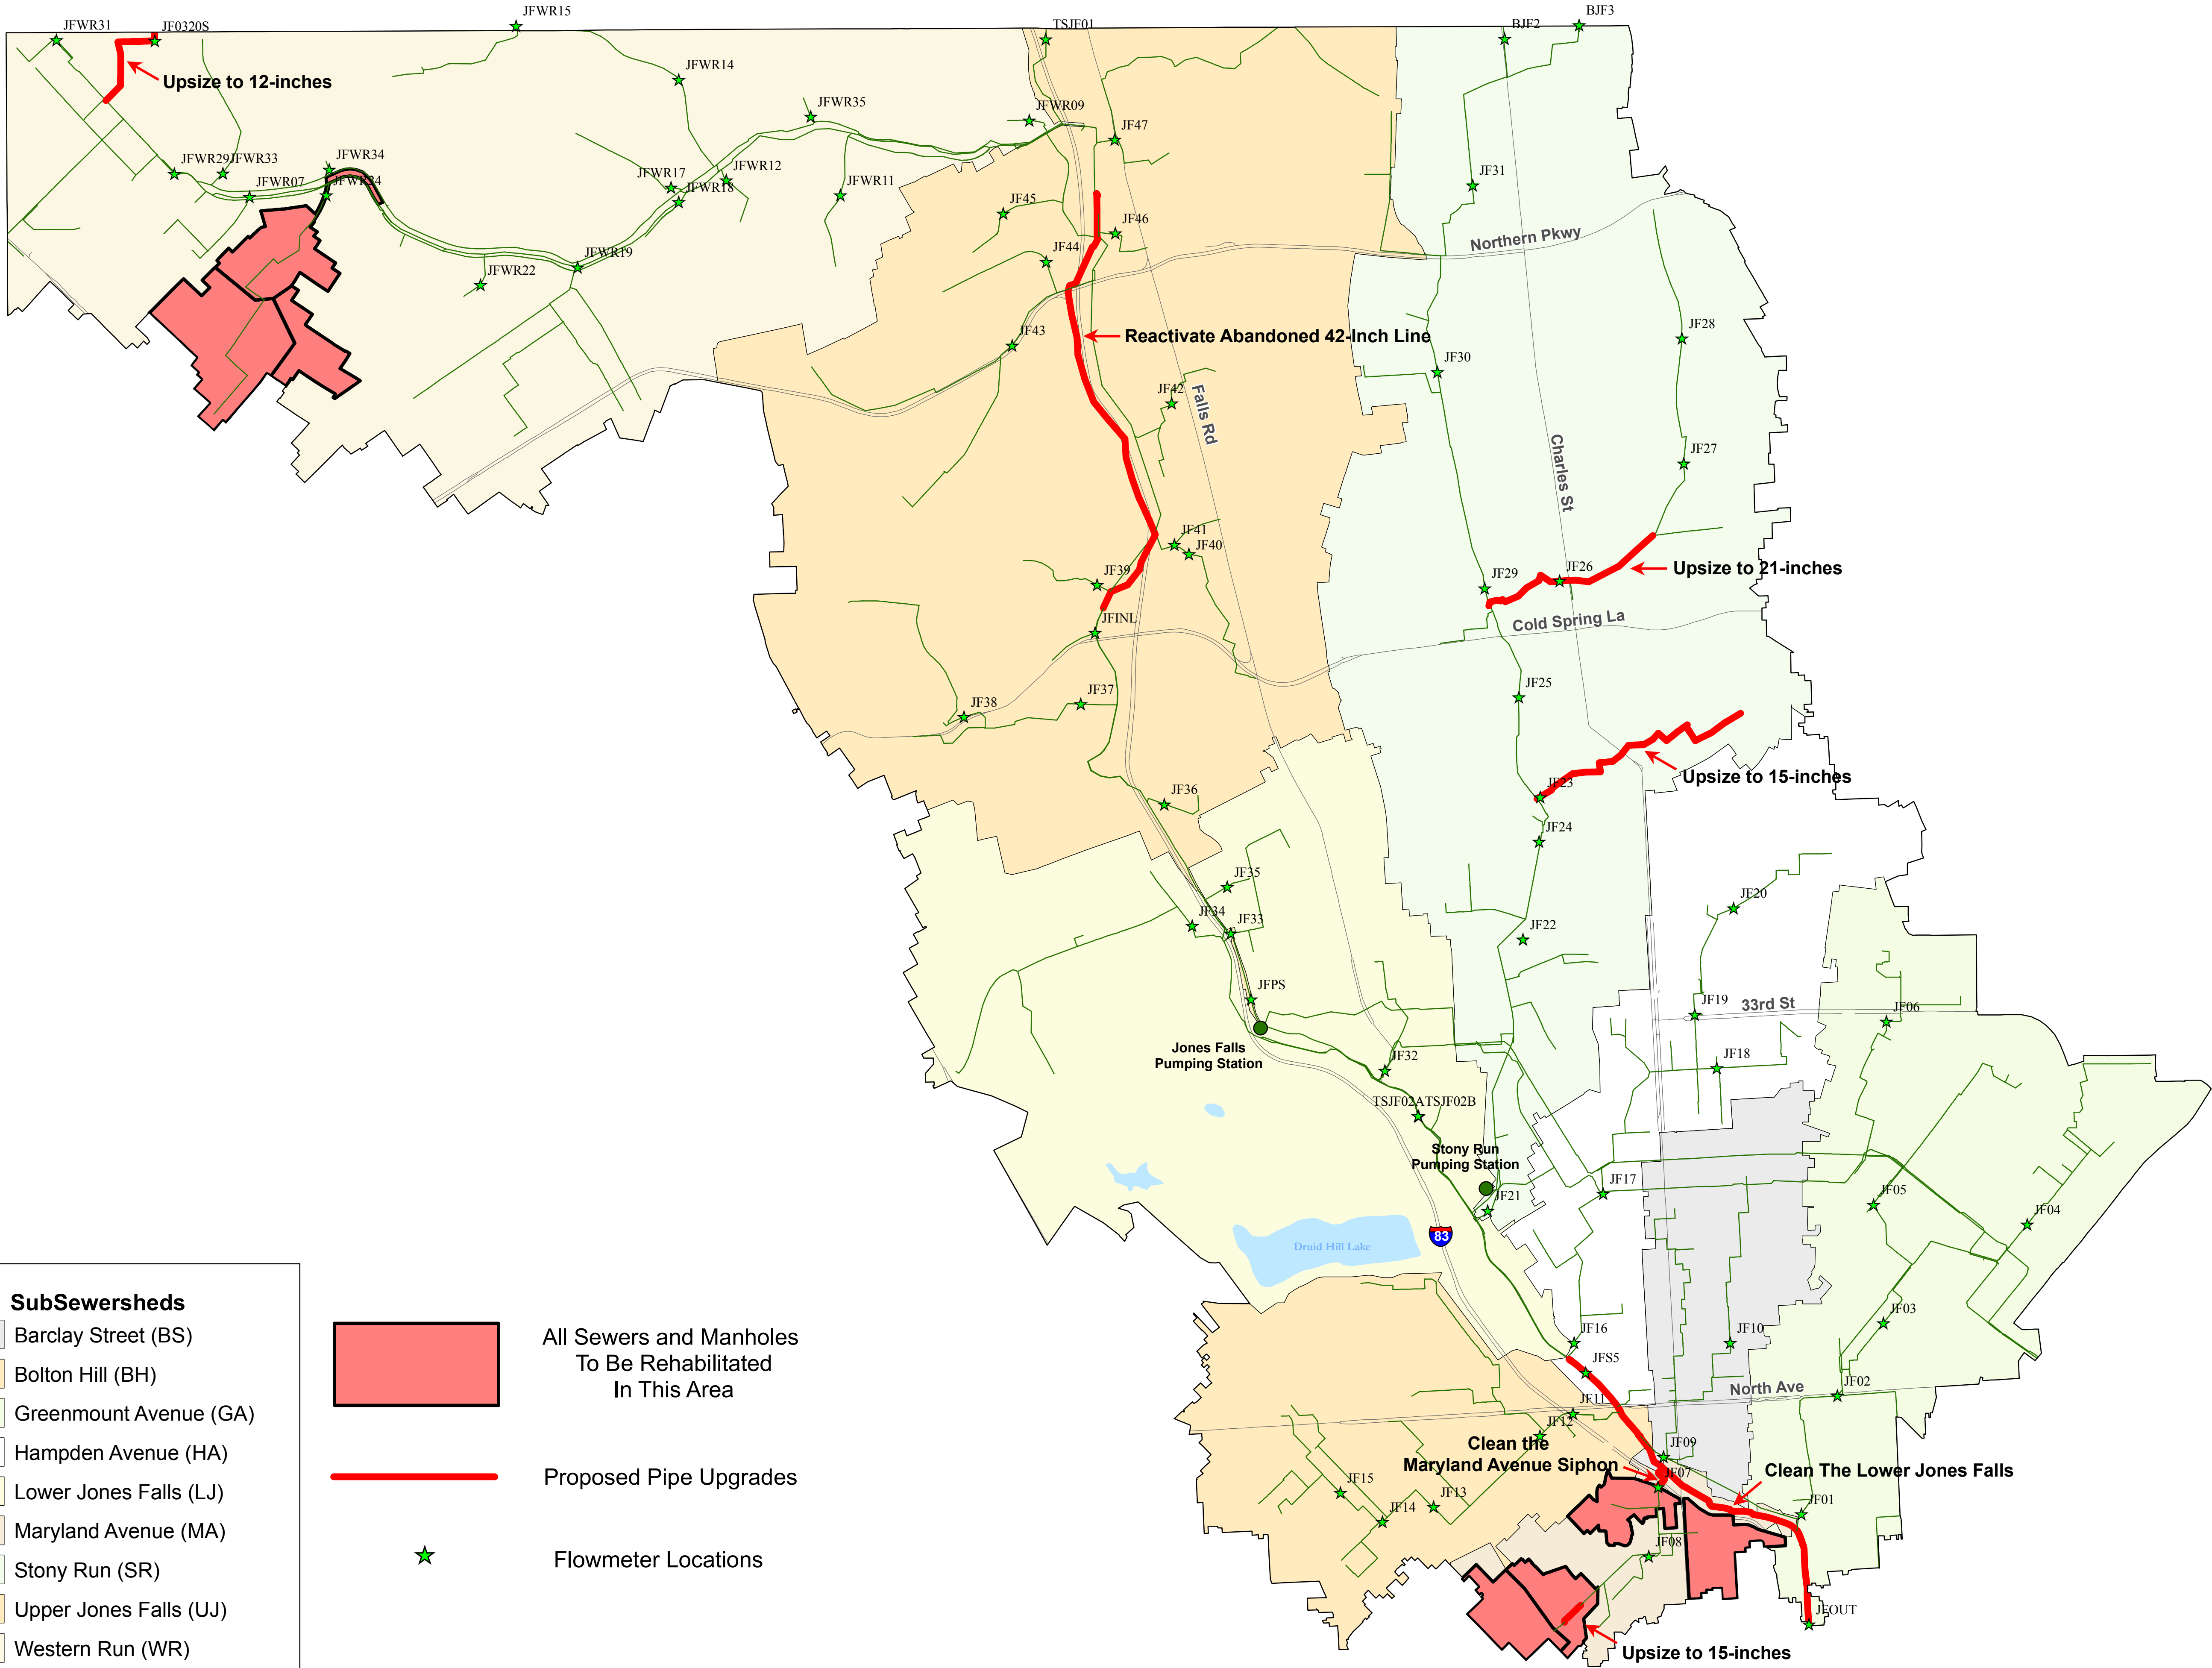 JFWR31
JF0320S
JFWR15
TSJF01
BJF2
BJF3
Upsize to 12-inches
JFWR14
JFWR35
JFWR09
JF47
JFWR29
JFWR33
JFWR34
JFWR07
JFWR24
JFWR17
JFWR12
JFWR18
JFWR11
JF31
JF45
JF46
JF44
Northern Pkwy
JFWR22
JFWR19
JF43
Reactivate Abandoned 42-Inch Line
JF28
JF30
JF42
Falls Rd
Charles St
JF27
JF41
JF40
JF39
JF29
JF26
Upsize to 21-inches
JFINL
Cold Spring La
JF38
JF37
JF25
JF36
JF23
Upsize to 15-inches
JF24
JF35
JF20
JF34
JF33
JF22
JFPS
JF19
33rd St
JF06
Jones Falls
Pumping Station
JF32
JF18
TSJF02A
TSJF02B
Stony Run
Pumping Station
JF21
JF17
JF05
JF04
83
Druid Hill Lake
JF16
JF10
JF03
JFS5
JF11
North Ave
JF02
JF12
Clean the
Maryland Avenue Siphon
JF09
JF07
Clean The Lower Jones Falls
JF15
JF14
JF13
JF01
JF08
JFOUT
Upsize to 15-inches
SubSewersheds
Barclay Street (BS)
Bolton Hill (BH)
Greenmount Avenue (GA)
Hampden Avenue (HA)
Lower Jones Falls (LJ)
Maryland Avenue (MA)
Stony Run (SR)
Upper Jones Falls (UJ)
Western Run (WR)
All Sewers and Manholes
To Be Rehabilitated
In This Area
Proposed Pipe Upgrades
Flowmeter Locations